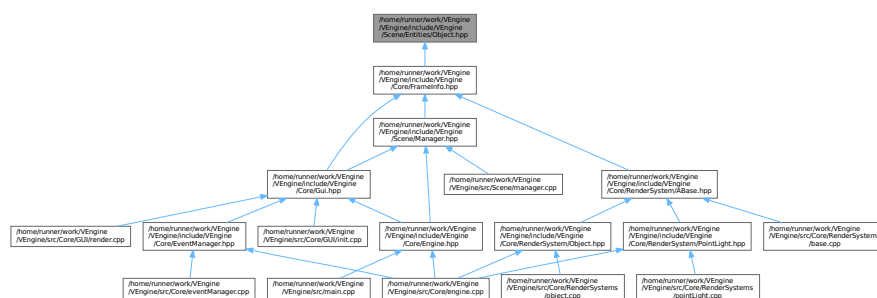 /home/runner/work/VEngine
/VEngine/include/VEngine
/Scene/Entities/Object.hpp
/home/runner/work/VEngine
/VEngine/include/VEngine
/Core/FrameInfo.hpp
/home/runner/work/VEngine
/VEngine/include/VEngine
/Scene/Manager.hpp
/home/runner/work/VEngine
/VEngine/include/VEngine
/Core/Gui.hpp
/home/runner/work/VEngine
/VEngine/src/Scene/manager.cpp
/home/runner/work/VEngine
/VEngine/include/VEngine
/Core/RenderSystem/ABase.hpp
/home/runner/work/VEngine
/VEngine/src/Core/GUI/render.cpp
/home/runner/work/VEngine
/VEngine/include/VEngine
/Core/EventManager.hpp
/home/runner/work/VEngine
/VEngine/src/Core/GUI/init.cpp
/home/runner/work/VEngine
/VEngine/include/VEngine
/Core/Engine.hpp
/home/runner/work/VEngine
/VEngine/include/VEngine
/Core/RenderSystem/Object.hpp
/home/runner/work/VEngine
/VEngine/include/VEngine
/Core/RenderSystem/PointLight.hpp
/home/runner/work/VEngine
/VEngine/src/Core/RenderSystems
/base.cpp
/home/runner/work/VEngine
/VEngine/src/Core/eventManager.cpp
/home/runner/work/VEngine
/VEngine/src/main.cpp
/home/runner/work/VEngine
/VEngine/src/Core/engine.cpp
/home/runner/work/VEngine
/VEngine/src/Core/RenderSystems
/object.cpp
/home/runner/work/VEngine
/VEngine/src/Core/RenderSystems
/pointLight.cpp